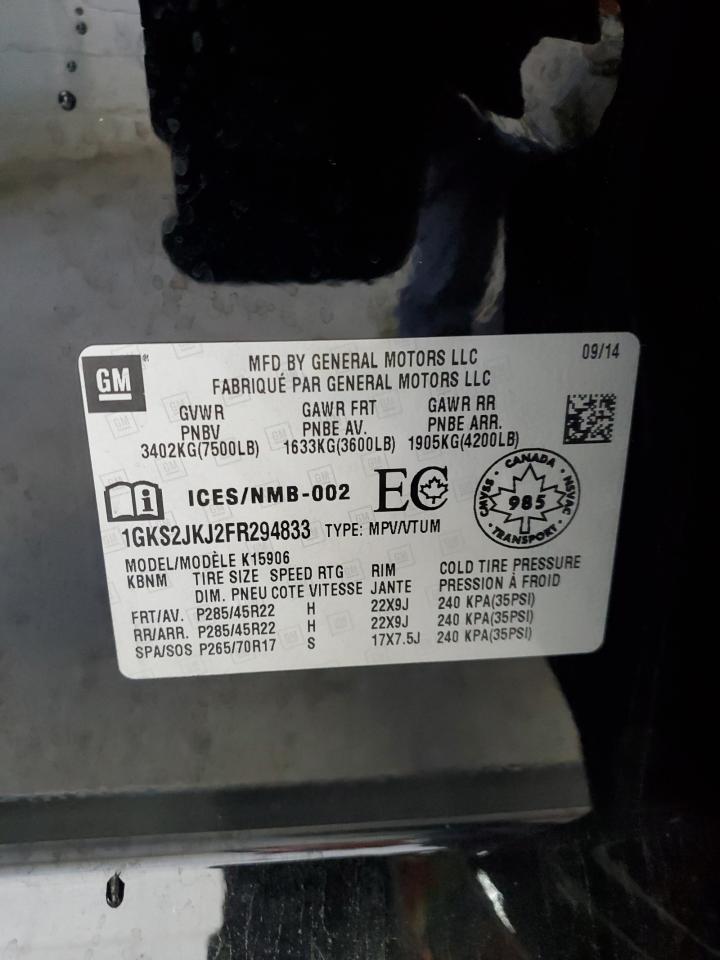 GM
MFD BY GENERAL MOTORS LLC 09/14
FABRIQUÉ PAR GENERAL MOTORS LLC
GVWR GAWR FRT GAWR RR
PNBV PNBE AV. PNBE ARR.
3402KG(7500LB) 1633KG(3600LB) 1905KG(4200LB)
ICES/NMB-002 EC
CANADA CMVSS NSVAC 985 TRANSPORT
1GKS2JKJ2FR294833 TYPE: MPV/VTUM
MODEL/MODÈLE K15906
KBNM TIRE SIZE SPEED RTG RIM COLD TIRE PRESSURE
DIM. PNEU COTE VITESSE JANTE PRESSION À FROID
FRT/AV. P285/45R22 H 22X9J 240 KPA(35PSI)
RR/ARR. P285/45R22 H 22X9J 240 KPA(35PSI)
SPA/SOS P265/70R17 S 17X7.5J 240 KPA(35PSI)